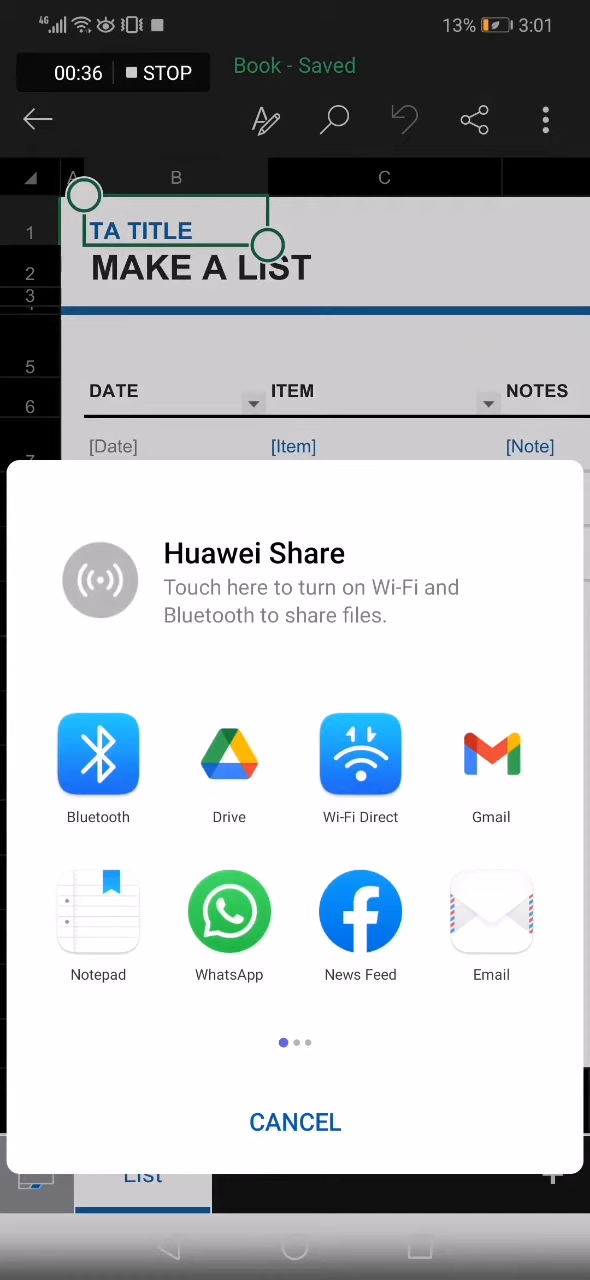 4G 13% 3:01
00:36 STOP Book - Saved
A B C
1 TA TITLE
2 MAKE A LIST
3
5
6 DATE ITEM NOTES
7 [Date] [Item] [Note]
Huawei Share
Touch here to turn on Wi-Fi and
Bluetooth to share files.
Bluetooth Drive Wi-Fi Direct Gmail
Notepad WhatsApp News Feed Email
CANCEL
List